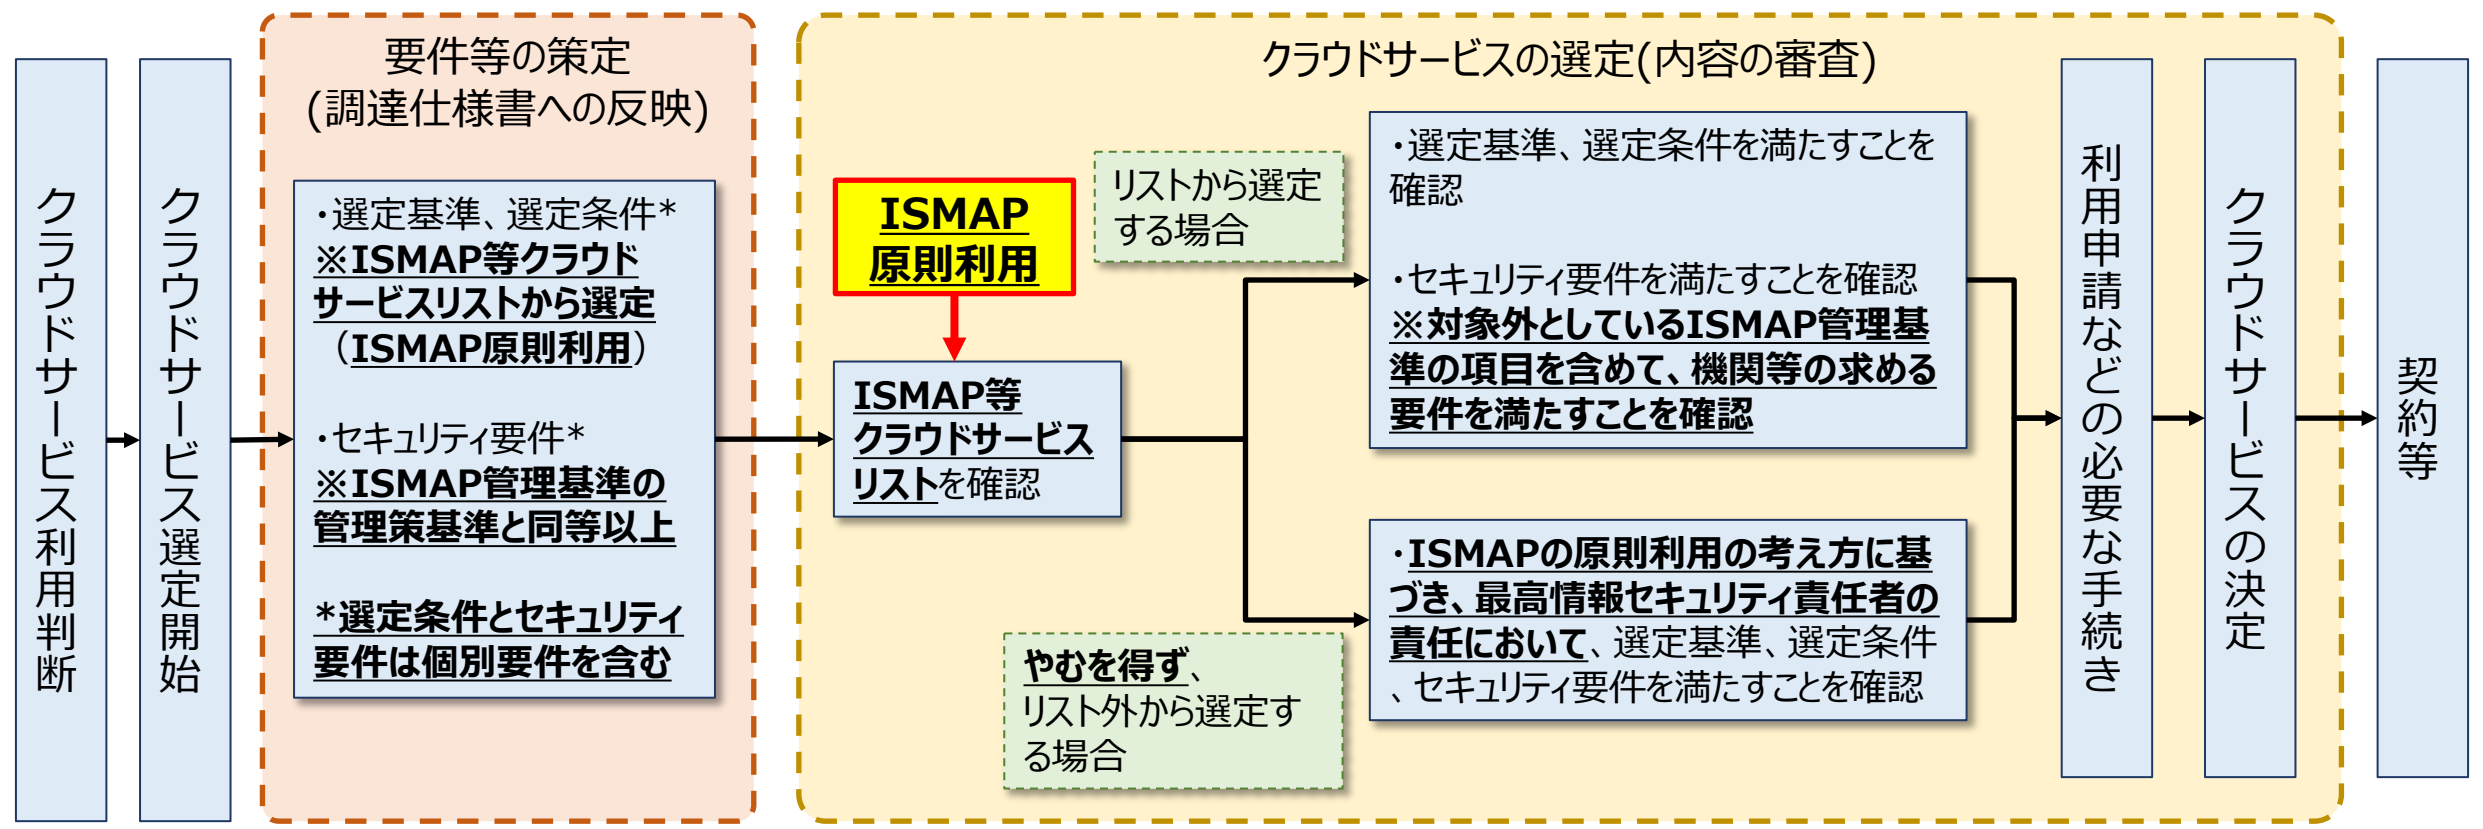 クラウドサービス利用判断
クラウドサービス選定開始
要件等の策定
(調達仕様書への反映)
・選定基準、選定条件*
※ISMAP等クラウド
サービスリストから選定
（ISMAP原則利用）
・セキュリティ要件*
※ISMAP管理基準の
管理策基準と同等以上
*選定条件とセキュリティ
要件は個別要件を含む
クラウドサービスの選定(内容の審査)
ISMAP
原則利用
ISMAP等
クラウドサービス
リストを確認
リストから選定
する場合
・選定基準、選定条件を満たすことを
確認
・セキュリティ要件を満たすことを確認
※対象外としているISMAP管理基
準の項目を含めて、機関等の求める
要件を満たすことを確認
やむを得ず、
リスト外から選定す
る場合
・ISMAPの原則利用の考え方に基
づき、最高情報セキュリティ責任者の
責任において、選定基準、選定条件
、セキュリティ要件を満たすことを確認
利用申請などの必要な手続き
クラウドサービスの決定
契約等